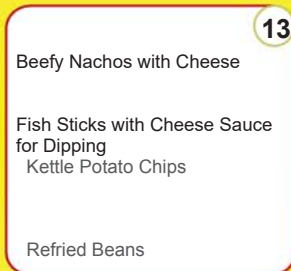 13
Beefy Nachos with Cheese
Fish Sticks with Cheese Sauce
for Dipping
Kettle Potato Chips
Refried Beans